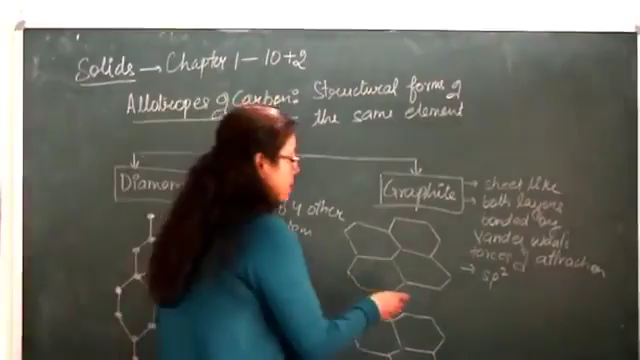 Solids → Chapter 1 - 10+2
Allotropes of Carbon: Structural forms of
the same element
Diamon
4 other
Graphite
→ sheet like
→ both layers
bonded by
Vander waals
forces of attraction
→ sp²